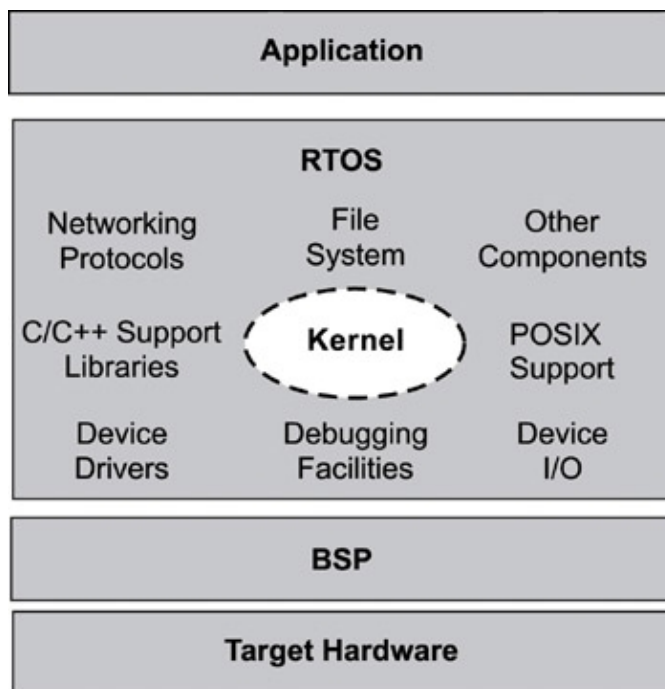 Application
RTOS
Networking
Protocols
File
System
Other
Components
C/C++ Support
Libraries
Kernel
POSIX
Support
Device
Drivers
Debugging
Facilities
Device
I/O
BSP
Target Hardware